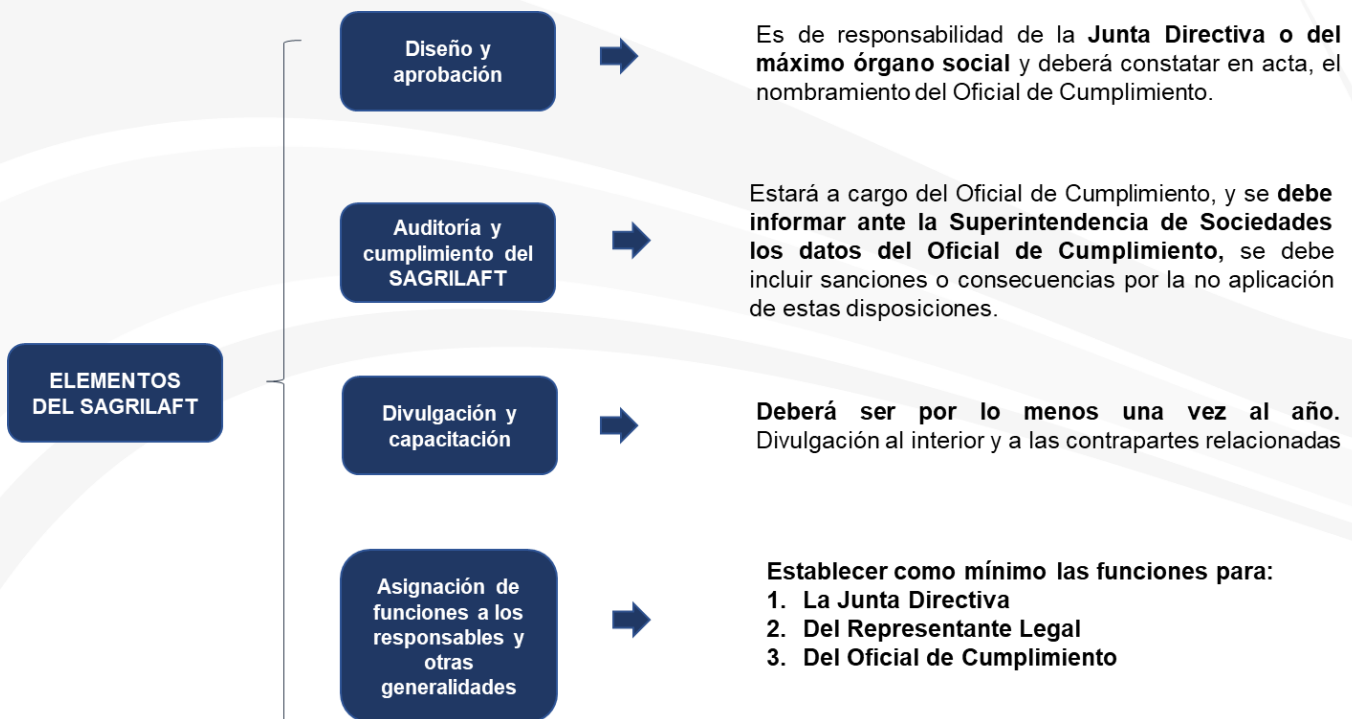 ELEMENTOS
DEL SAGRILAFT
Diseño y
aprobación
Es de responsabilidad de la Junta Directiva o del
máximo órgano social y deberá constatar en acta, el
nombramiento del Oficial de Cumplimiento.
Auditoría y
cumplimiento del
SAGRILAFT
Estará a cargo del Oficial de Cumplimiento, y se debe
informar ante la Superintendencia de Sociedades
los datos del Oficial de Cumplimiento, se debe
incluir sanciones o consecuencias por la no aplicación
de estas disposiciones.
Divulgación y
capacitación
Deberá ser por lo menos una vez al año.
Divulgación al interior y a las contrapartes relacionadas
Asignación de
funciones a los
responsables y
otras
generalidades
Establecer como mínimo las funciones para:
1. La Junta Directiva
2. Del Representante Legal
3. Del Oficial de Cumplimiento